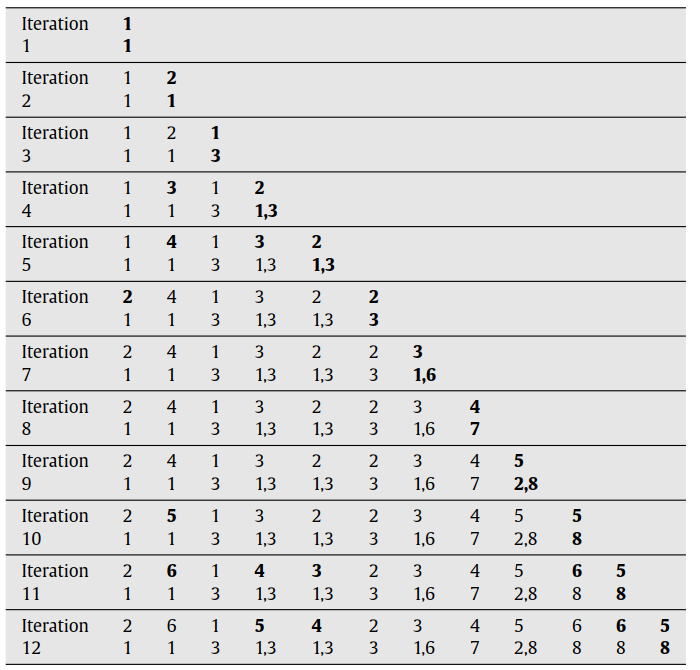 Iteration 1
1 1
Iteration 1 2
2 1 1
Iteration 1 2 1
3 1 1 3
Iteration 1 3 1 2
4 1 1 3 1,3
Iteration 1 4 1 3 2
5 1 1 3 1,3 1,3
Iteration 2 4 1 3 2 2
6 1 1 3 1,3 1,3 3
Iteration 2 4 1 3 2 2 3
7 1 1 3 1,3 1,3 3 1,6
Iteration 2 4 1 3 2 2 3 4
8 1 1 3 1,3 1,3 3 1,6 7
Iteration 2 4 1 3 2 2 3 4 5
9 1 1 3 1,3 1,3 3 1,6 7 2,8
Iteration 2 5 1 3 2 2 3 4 5 5
10 1 1 3 1,3 1,3 3 1,6 7 2,8 8
Iteration 2 6 1 4 3 2 3 4 5 6 5
11 1 1 3 1,3 1,3 3 1,6 7 2,8 8 8
Iteration 2 6 1 5 4 2 3 4 5 6 6 5
12 1 1 3 1,3 1,3 3 1,6 7 2,8 8 8 8